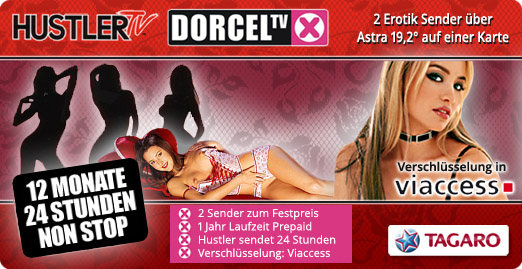 HUSTLER TV
DORCEL TV X
2 Erotik Sender über
Astra 19,2° auf einer Karte
Verschlüsselung in
viaccess
12 MONATE
24 STUNDEN
NON STOP
2 Sender zum Festpreis
1 Jahr Laufzeit Prepaid
Hustler sendet 24 Stunden
Verschlüsselung: Viaccess
TAGARO